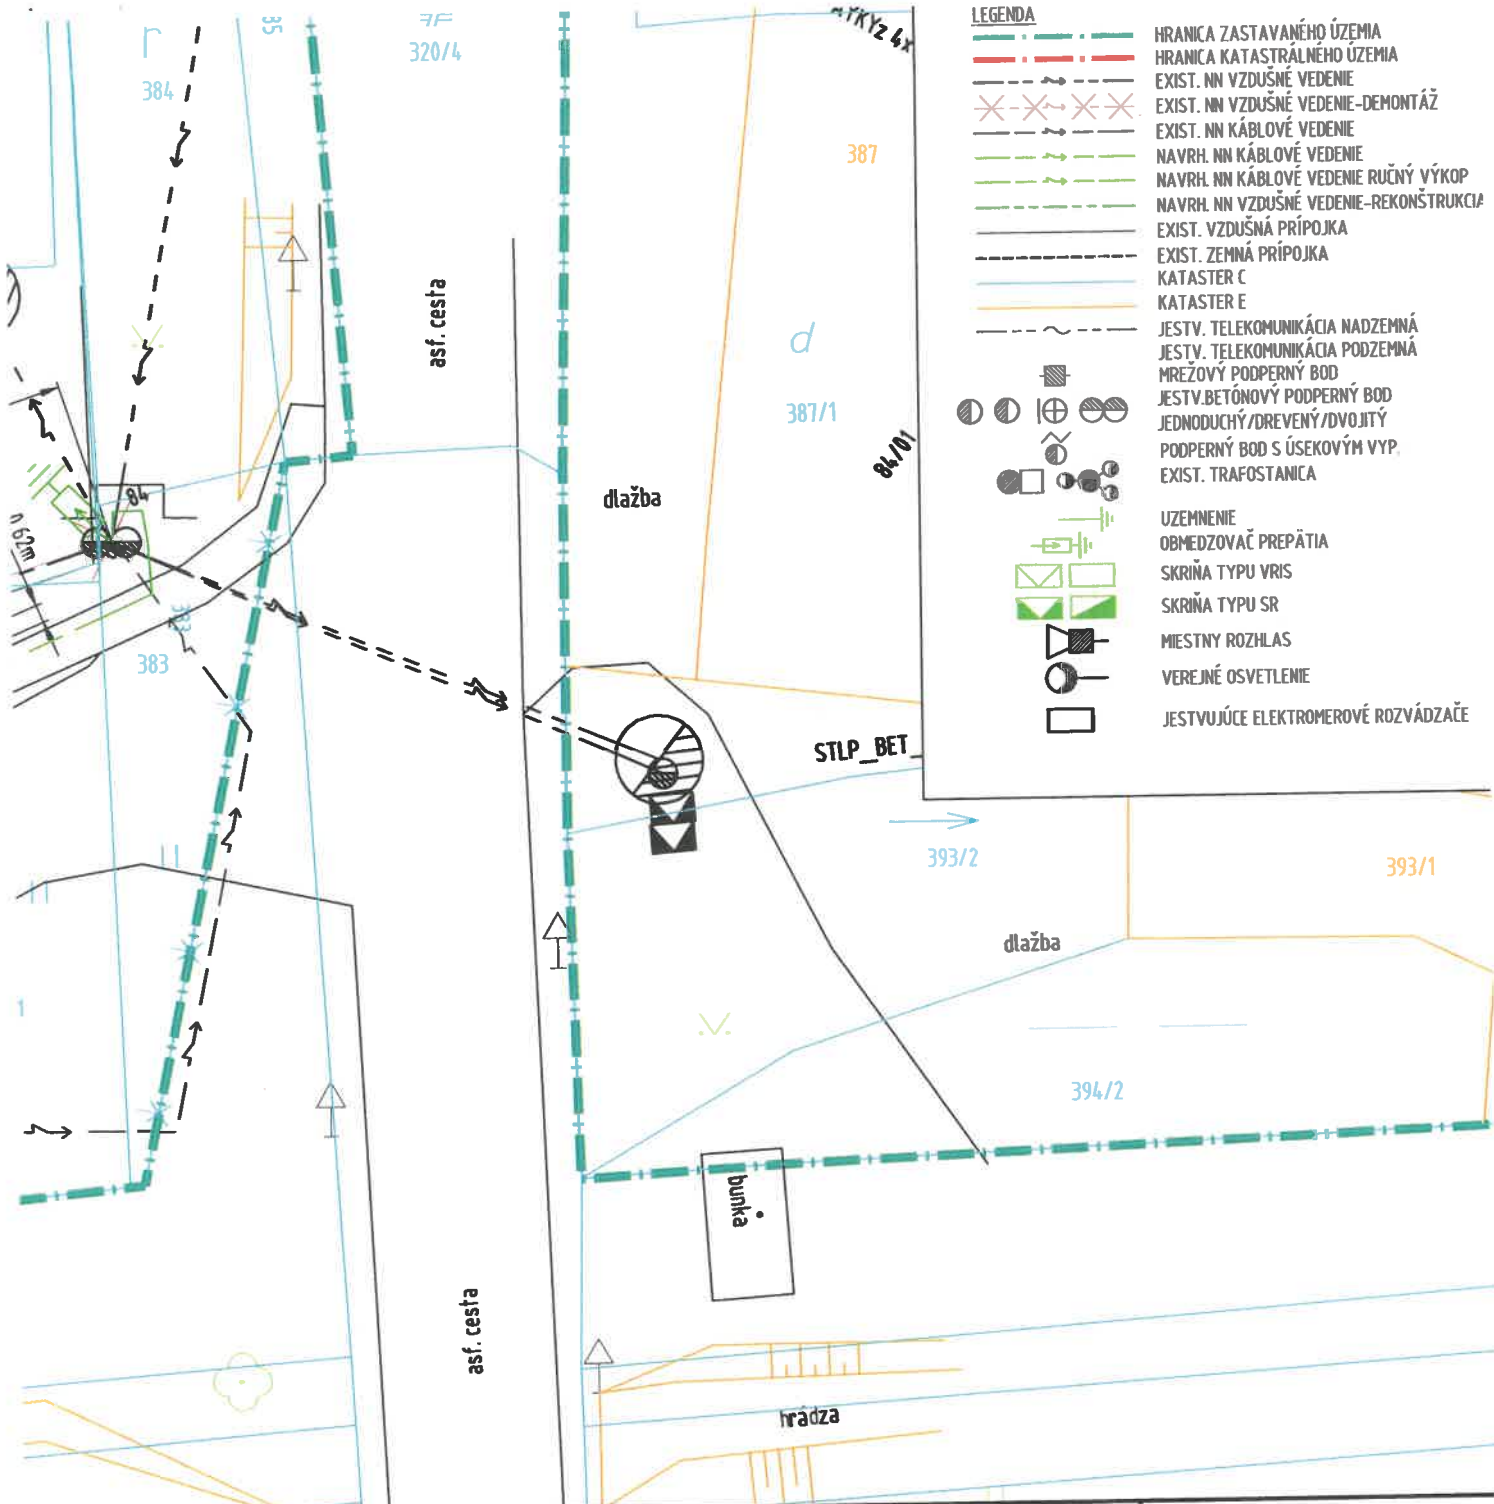 LEGENDA
HRANICA ZASTAVANÉHO ÚZEMIA
HRANICA KATASTRÁLNÉHO ÚZEMIA
EXIST. NN VZDUŠNÉ VEDENIE
EXIST. NN VZDUŠNÉ VEDENIE-DEMONTÁŽ
EXIST. NN KÁBLOVÉ VEDENIE
NAVRH. NN KÁBLOVÉ VEDENIE
NAVRH. NN KÁBLOVÉ VEDENIE RUČNÝ VÝKOP
NAVRH. NN VZDUŠNÉ VEDENIE-REKONŠTRUKCIA
EXIST. VZDUŠNÁ PRÍPOJKA
EXIST. ZEMNÁ PRÍPOJKA
KATASTER C
KATASTER E
JESTV. TELEKOMUNIKÁCIA NADZEMNÁ
JESTV. TELEKOMUNIKÁCIA PODZEMNÁ
MREŽOVÝ PODPERNÝ BOD
JESTV.BETÓNOVÝ PODPERNÝ BOD
JEDNODUCHÝ/DREVENÝ/DVOJITÝ
PODPERNÝ BOD S ÚSEKOVÝM VYP.
EXIST. TRAFOSTANICA
UZEMNENIE
OBMEDZOVAČ PREPÄTIA
SKRIŇA TYPU VRIS
SKRIŇA TYPU SR
MIESTNY ROZHLAS
VEREJNÉ OSVETLENIE
JESTVUJÚCE ELEKTROMEROVÉ ROZVÁDZAČE
r
384
320/4
387
d
387/1
84/01
asf. cesta
dlažba
84
62m
383
383
STLP_BET
393/2
393/1
dlažba
1
394/2
bunka
asf. cesta
hrádza